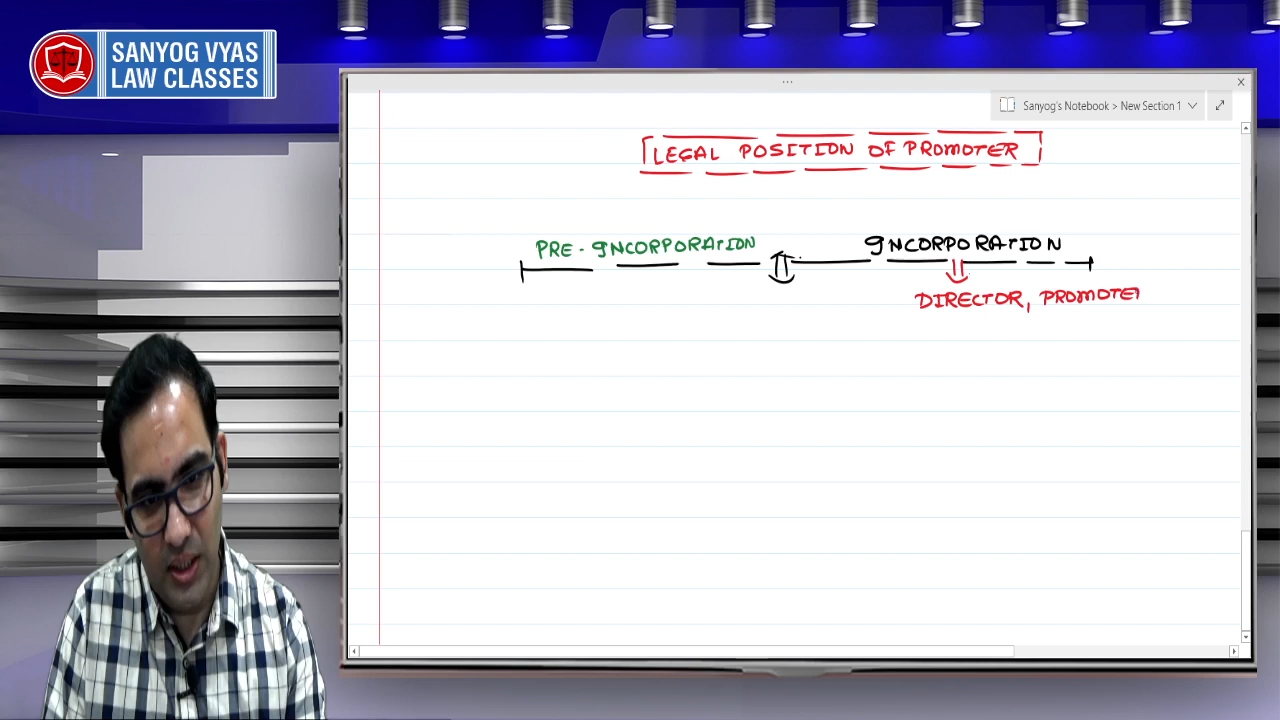 SANYOG VYAS
LAW CLASSES
Sanyog's Notebook > New Section 1
LEGAL POSITION OF PROMOTER
PRE-INCORPORATION
INCORPORATION
DIRECTOR, PROMOTER